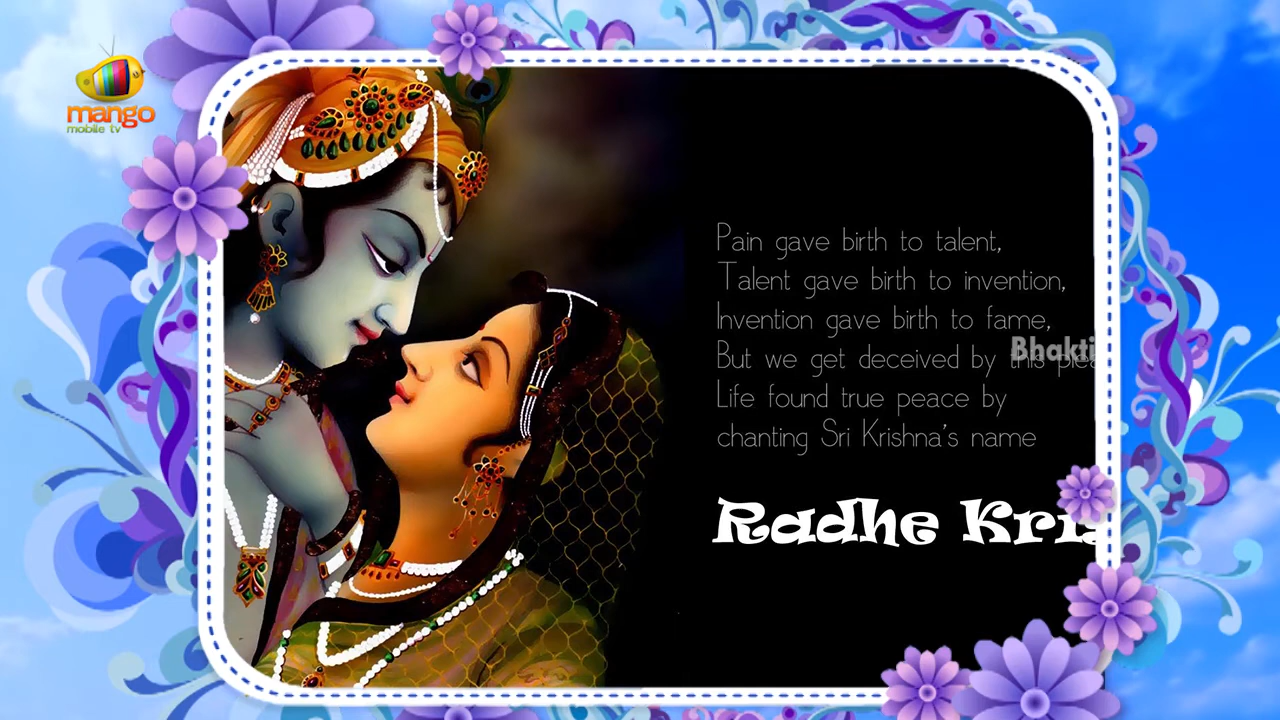 mango
mobile tv
Pain gave birth to talent,
Talent gave birth to invention,
Invention gave birth to fame,
But we get deceived by this
Bhakti
Life found true peace by
chanting Sri Krishna's name
Radhe